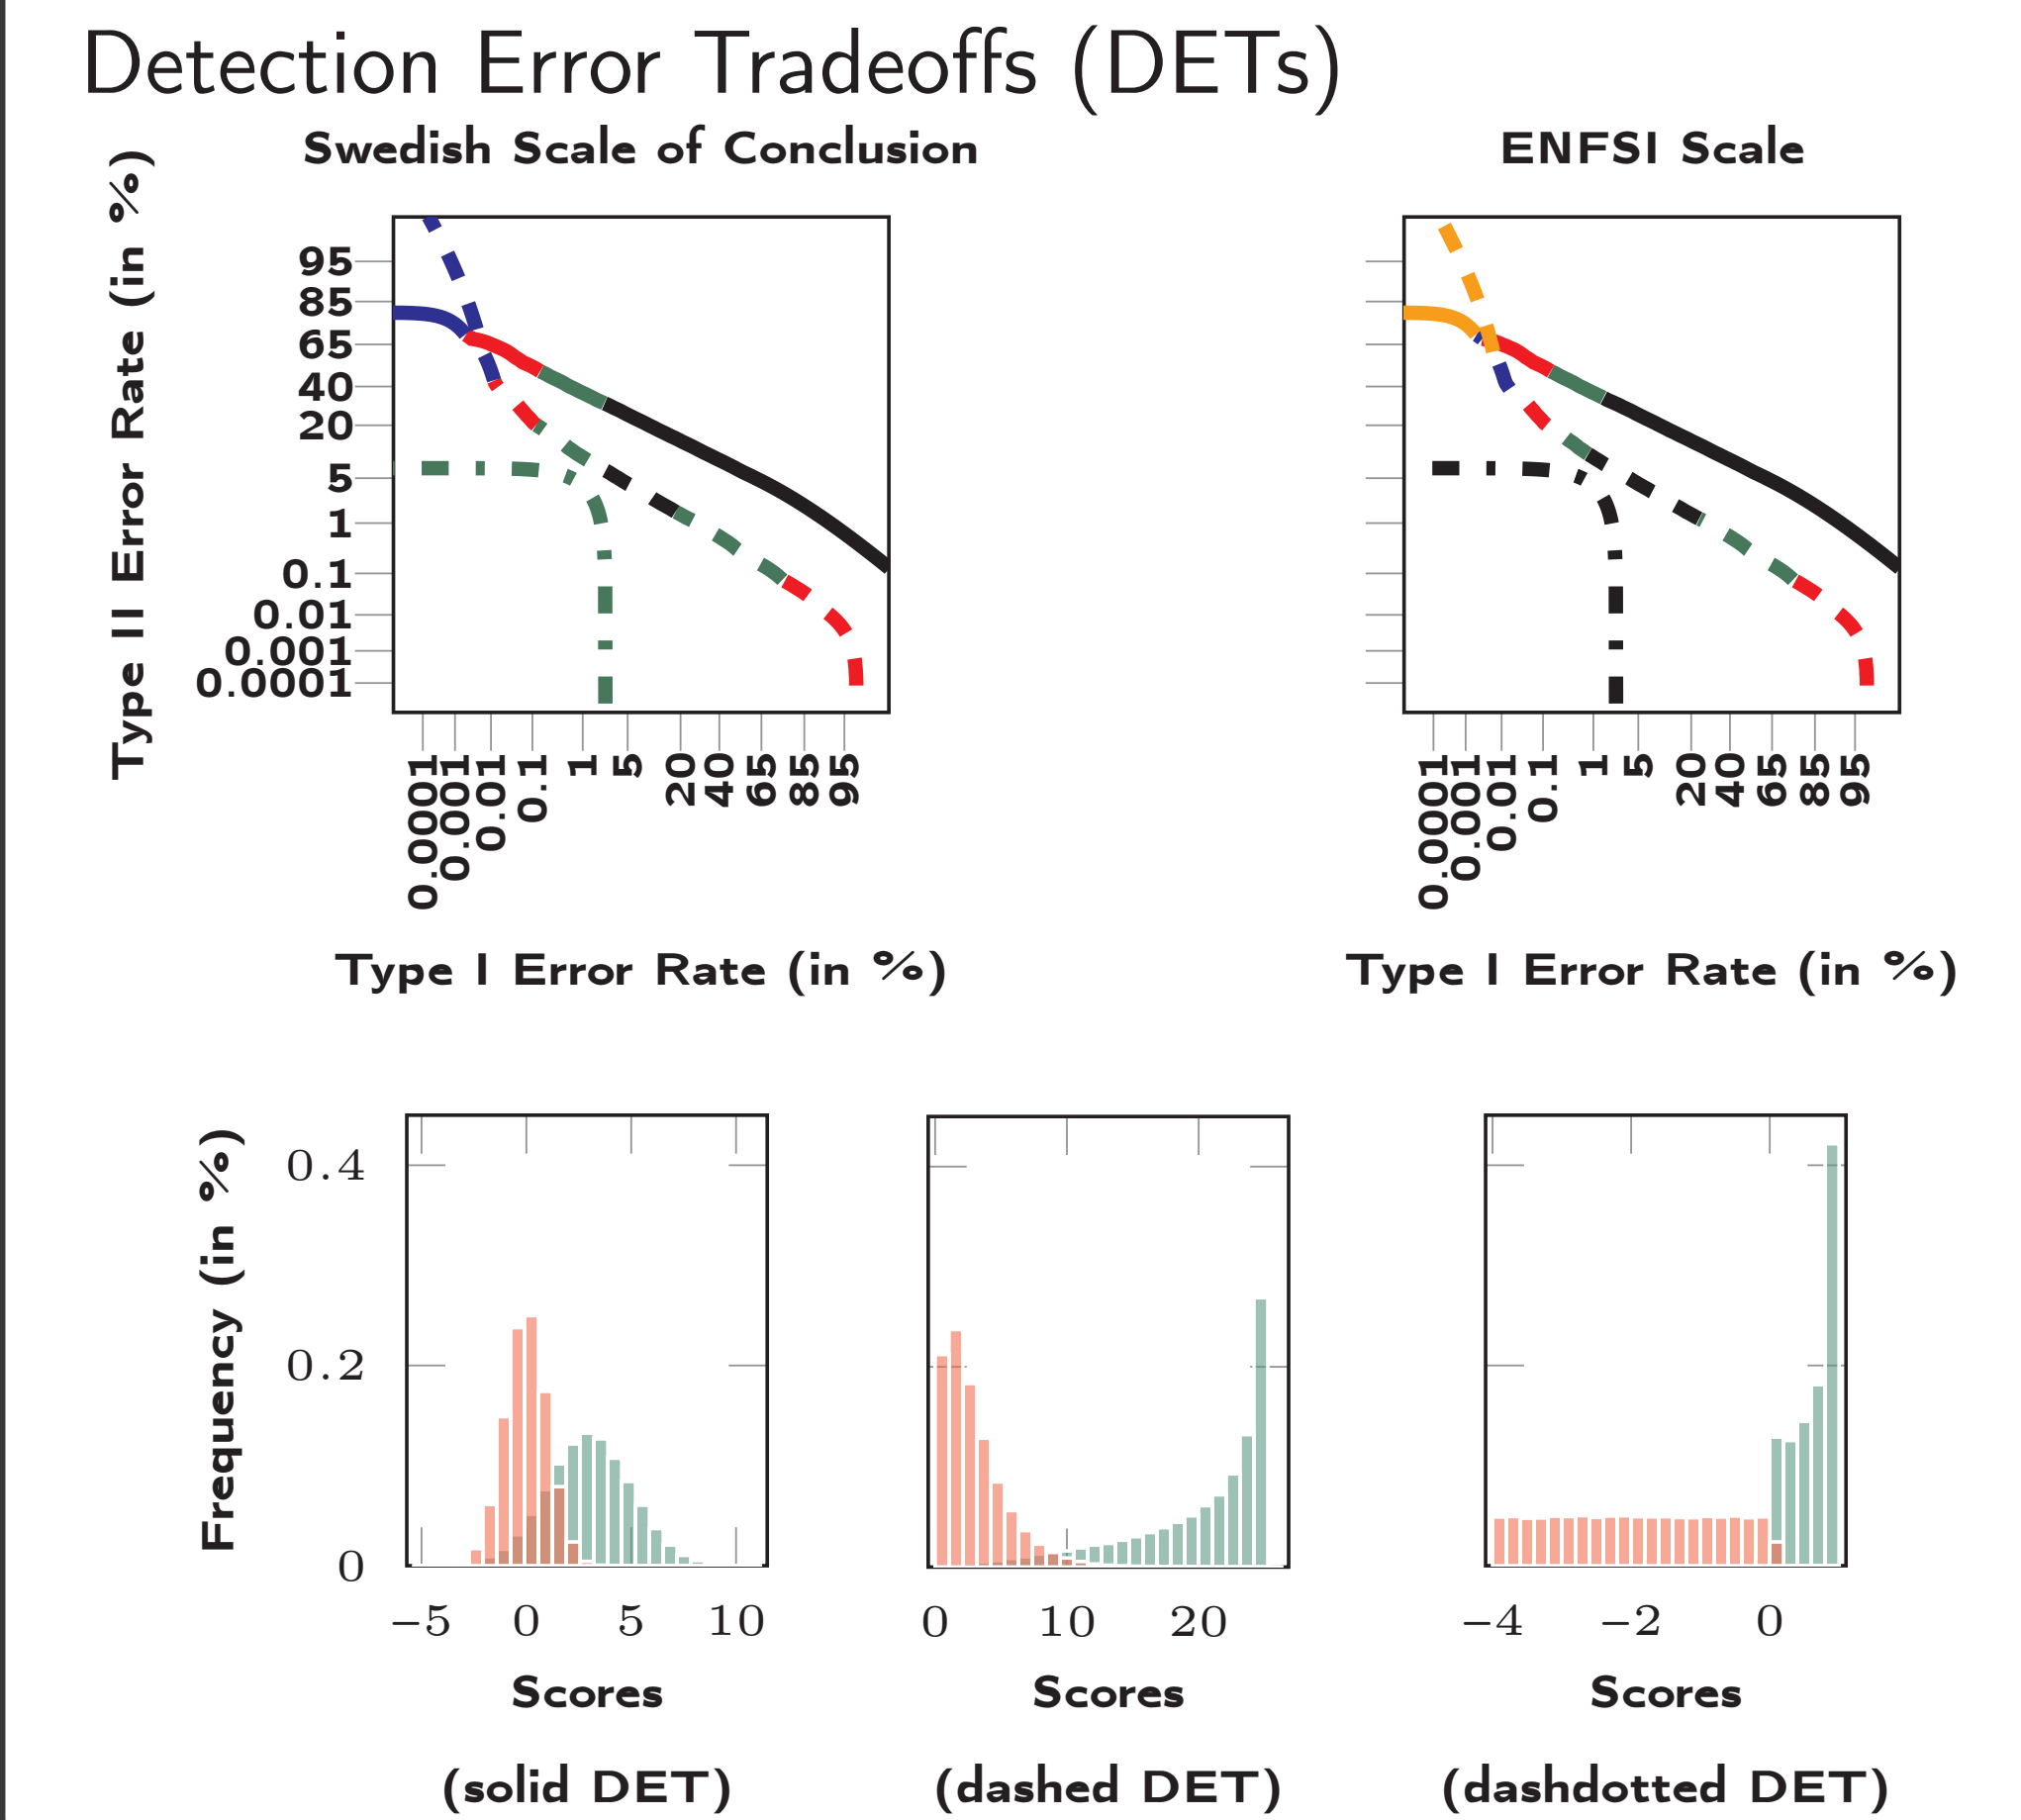 Detection Error Tradeoffs (DETs)
Swedish Scale of Conclusion
ENFSI Scale
Type II Error Rate (in %)
95
85
65
40
20
5
1
0.1
0.01
0.001
0.0001
0.0001
0.001
0.01
0.1
1
5
20
40
65
85
95
Type I Error Rate (in %)
0.0001
0.001
0.01
0.1
1
5
20
40
65
85
95
Type I Error Rate (in %)
Frequency (in %)
0.4
0.2
0
−5 0 5 10
Scores
(solid DET)
0 10 20
Scores
(dashed DET)
−4 −2 0
Scores
(dashdotted DET)